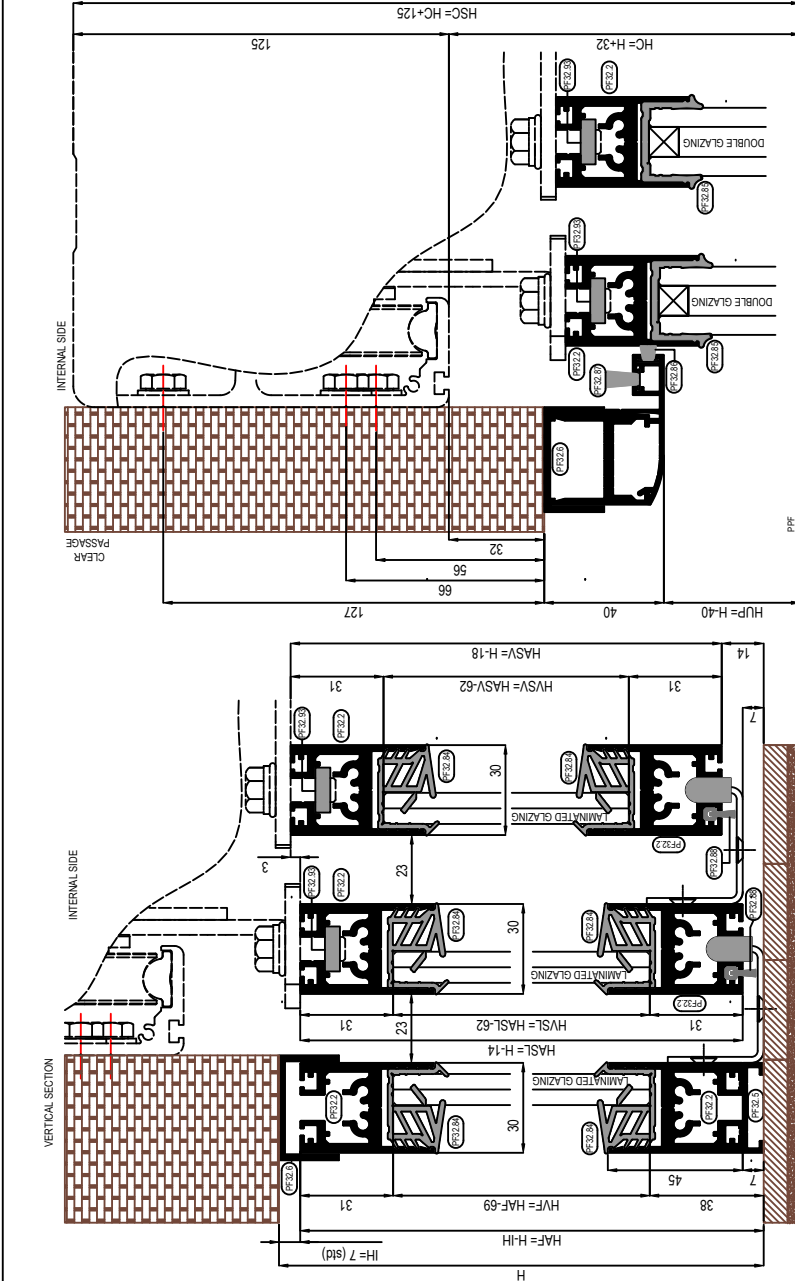 HSC= HC+125
125
HC= H+32
INTERNAL SIDE
CLEAR
PASSAGE
PF32.93
PF32.2
DOUBLE GLAZING
PF32.85
PF32.93
DOUBLE GLAZING
PF32.2
PF32.87
PF32.86
PF32.85
PF32.6
32
56
66
127
40
HUP= H-40
PPF
VERTICAL SECTION
INTERNAL SIDE
HASV= H-18
14
31
HVSV= HASV-62
31
7
PF32.93
PF32.2
PF32.84
PF32.84
30
LAMINATED GLAZING
PF32.2
PF32.88
C
3
23
PF32.93
PF32.2
PF32.84
PF32.84
30
LAMINATED GLAZING
PF32.2
PF32.88
C
31
HVSL= HASL-62
31
HASL= H-14
23
PF32.2
PF32.84
30
LAMINATED GLAZING
PF32.84
PF32.2
PF32.5
PF32.6
45
7
31
HVF= HAF-69
38
HAF= H-IH
IH= 7 (std)
H